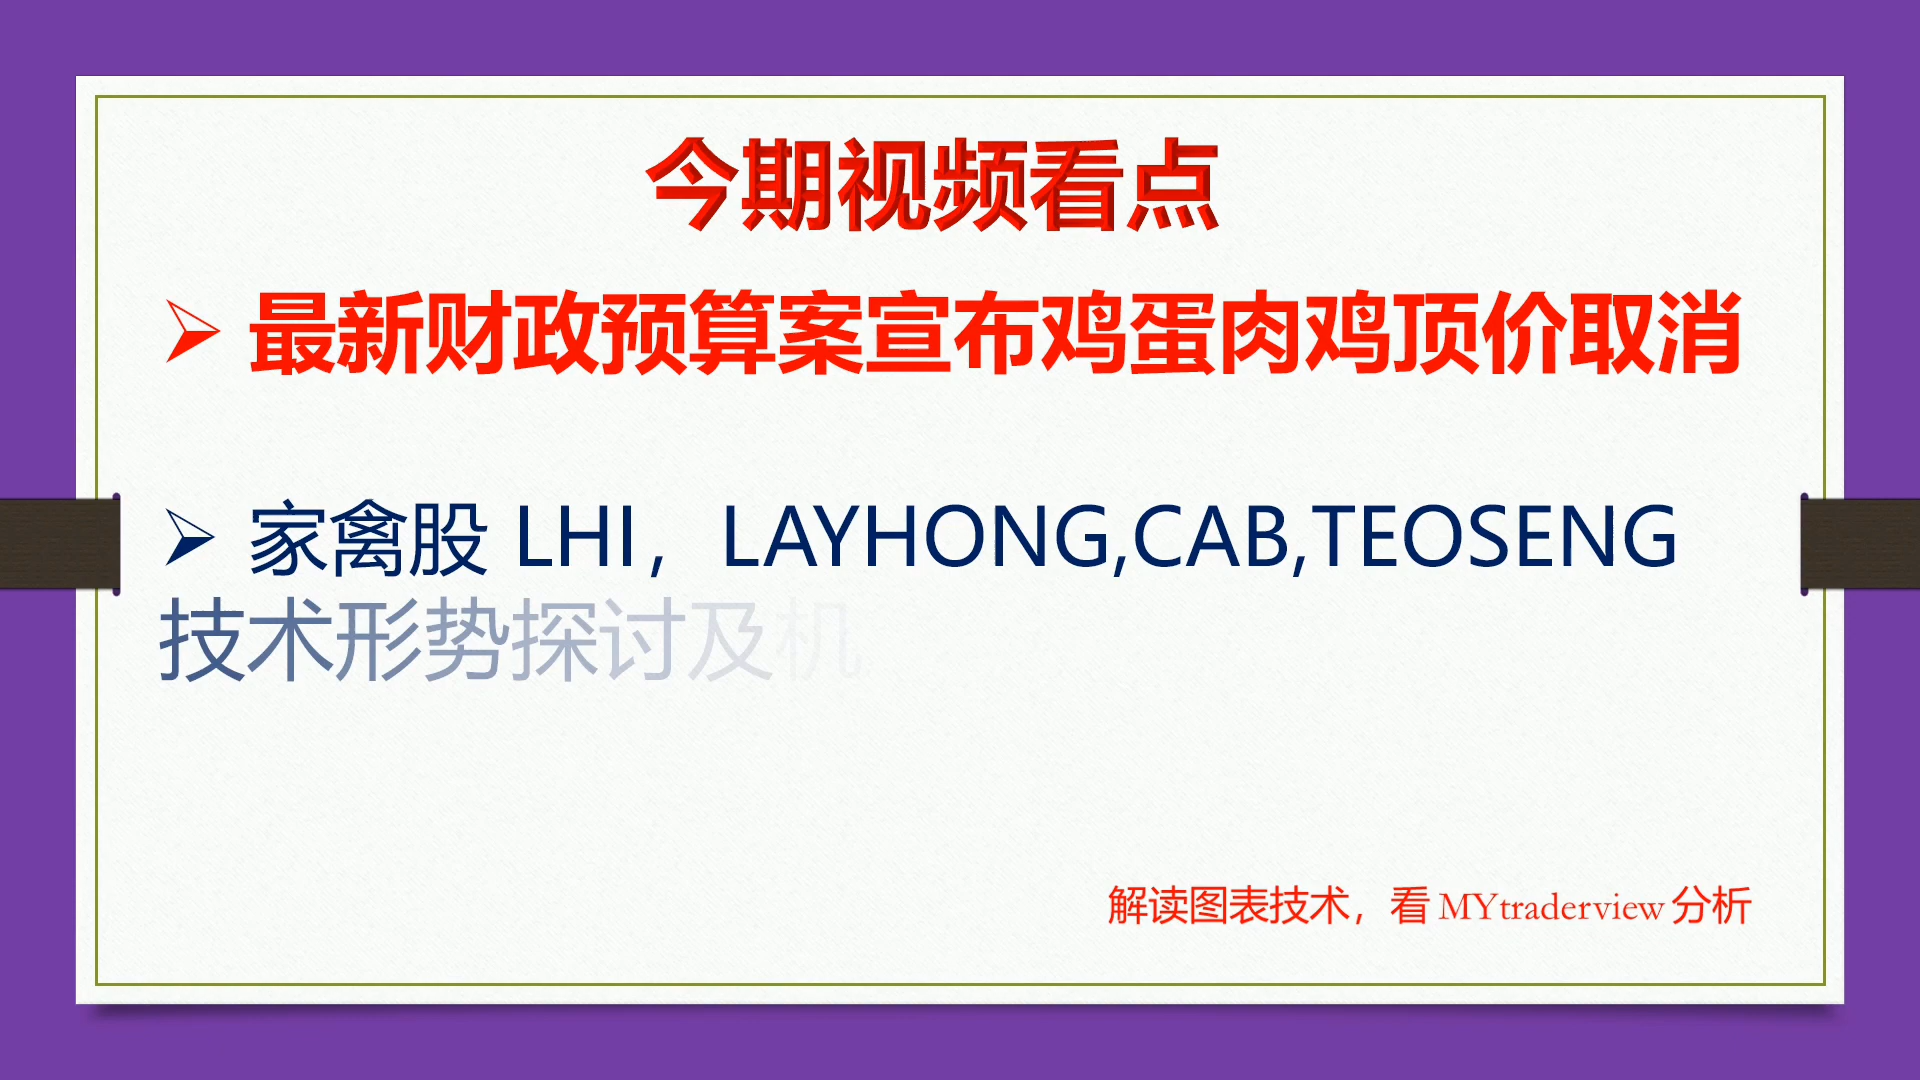 今期视频看点
最新财政预算案宣布鸡蛋肉鸡顶价取消
家禽股 LHI，LAYHONG,CAB,TEOSENG
技术形势探讨及机
解读图表技术，看 MYtraderview 分析